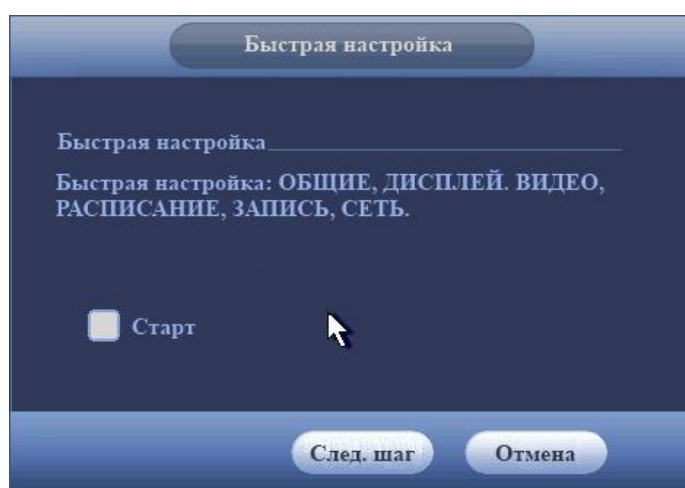 Быстрая настройка
Быстрая настройка
Быстрая настройка: ОБЩИЕ, ДИСПЛЕЙ. ВИДЕО,
РАСПИСАНИЕ, ЗАПИСЬ, СЕТЬ.
Старт
След. шаг Отмена